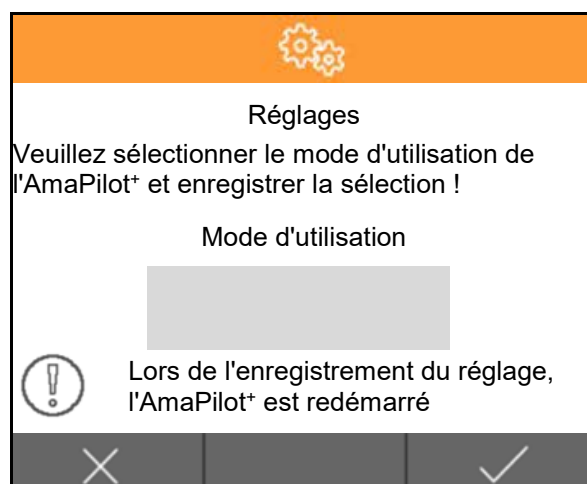 Réglages
Veuillez sélectionner le mode d'utilisation de
l'AmaPilot⁺ et enregistrer la sélection !
Mode d'utilisation
Lors de l'enregistrement du réglage,
l'AmaPilot⁺ est redémarré